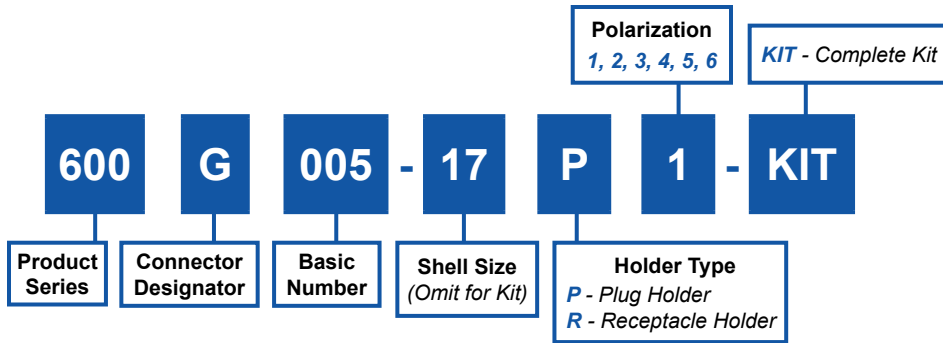 Polarization
1, 2, 3, 4, 5, 6
KIT - Complete Kit
600 G 005 - 17 P 1 - KIT
Product
Series
Connector
Designator
Basic
Number
Shell Size
(Omit for Kit)
Holder Type
P - Plug Holder
R - Receptacle Holder